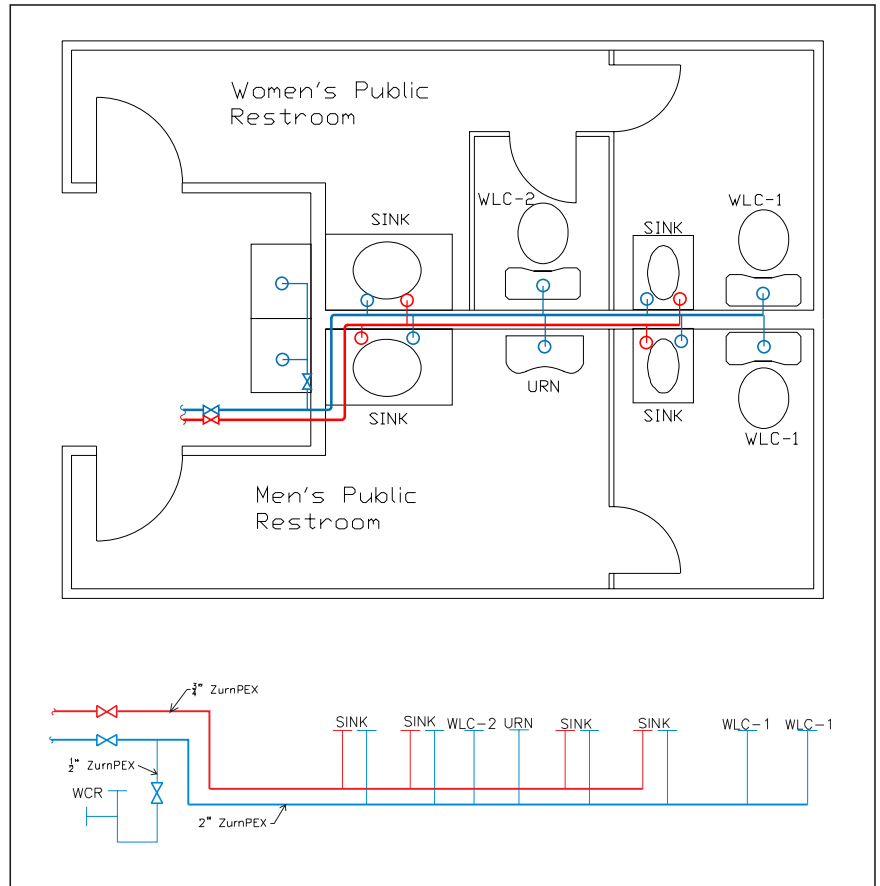 Women's Public
Restroom
WLC-2
WLC-1
SINK
SINK
URN
SINK
SINK
WLC-1
Men's Public
Restroom
3/4" ZurnPEX
SINK
SINK
WLC-2
URN
SINK
SINK
WLC-1
WLC-1
1/2" ZurnPEX
WCR
2" ZurnPEX